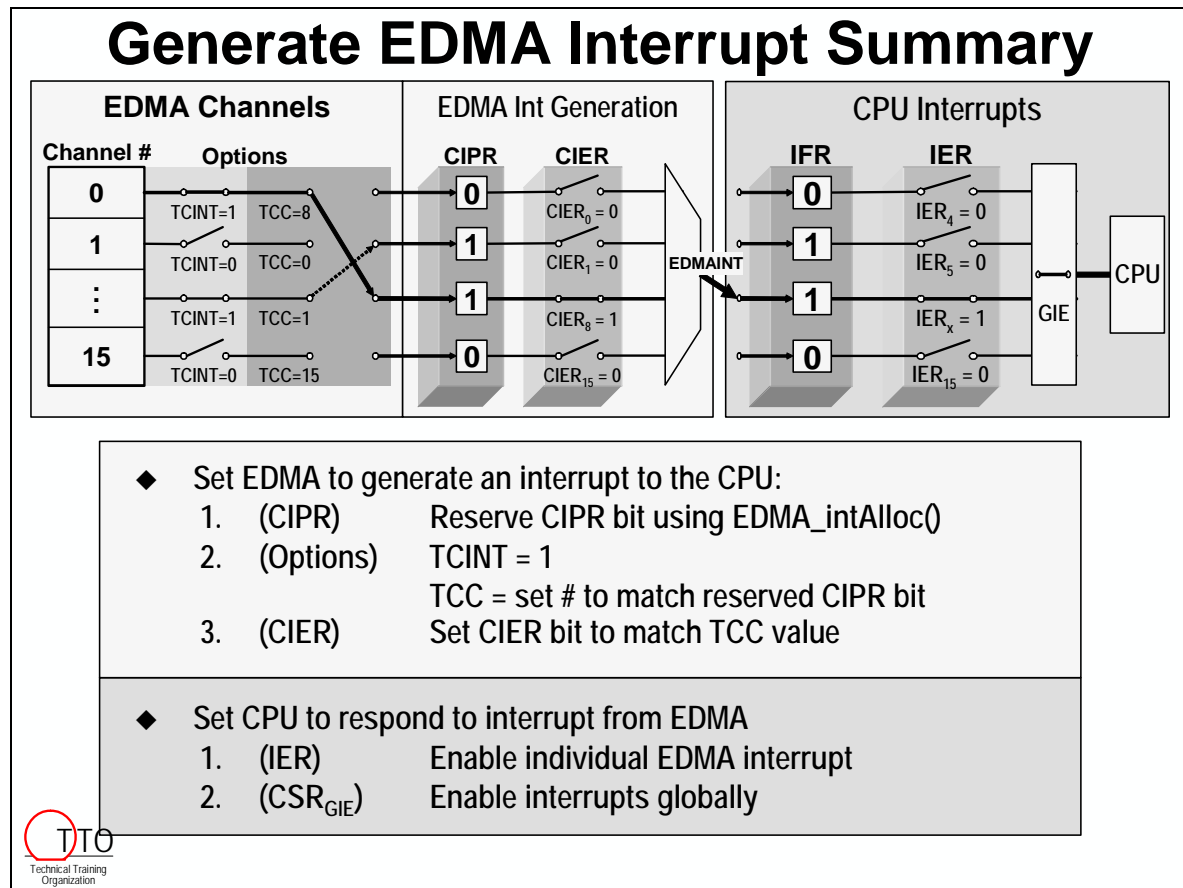 Generate EDMA Interrupt Summary
EDMA Channels
EDMA Int Generation
CPU Interrupts
Channel #
Options
CIPR
CIER
IFR
IER
0
TCINT=1
TCC=8
0
CIER0 = 0
0
IER4 = 0
1
TCINT=0
TCC=0
1
CIER1 = 0
EDMAINT
1
IER5 = 0
⋮
TCINT=1
TCC=1
1
CIER8 = 1
1
IERx = 1
GIE
CPU
15
TCINT=0
TCC=15
0
CIER15 = 0
0
IER15 = 0
◆ Set EDMA to generate an interrupt to the CPU:
1. (CIPR) Reserve CIPR bit using EDMA_intAlloc()
2. (Options) TCINT = 1
TCC = set # to match reserved CIPR bit
3. (CIER) Set CIER bit to match TCC value
◆ Set CPU to respond to interrupt from EDMA
1. (IER) Enable individual EDMA interrupt
2. (CSRGIE) Enable interrupts globally
TTO
Technical Training
Organization